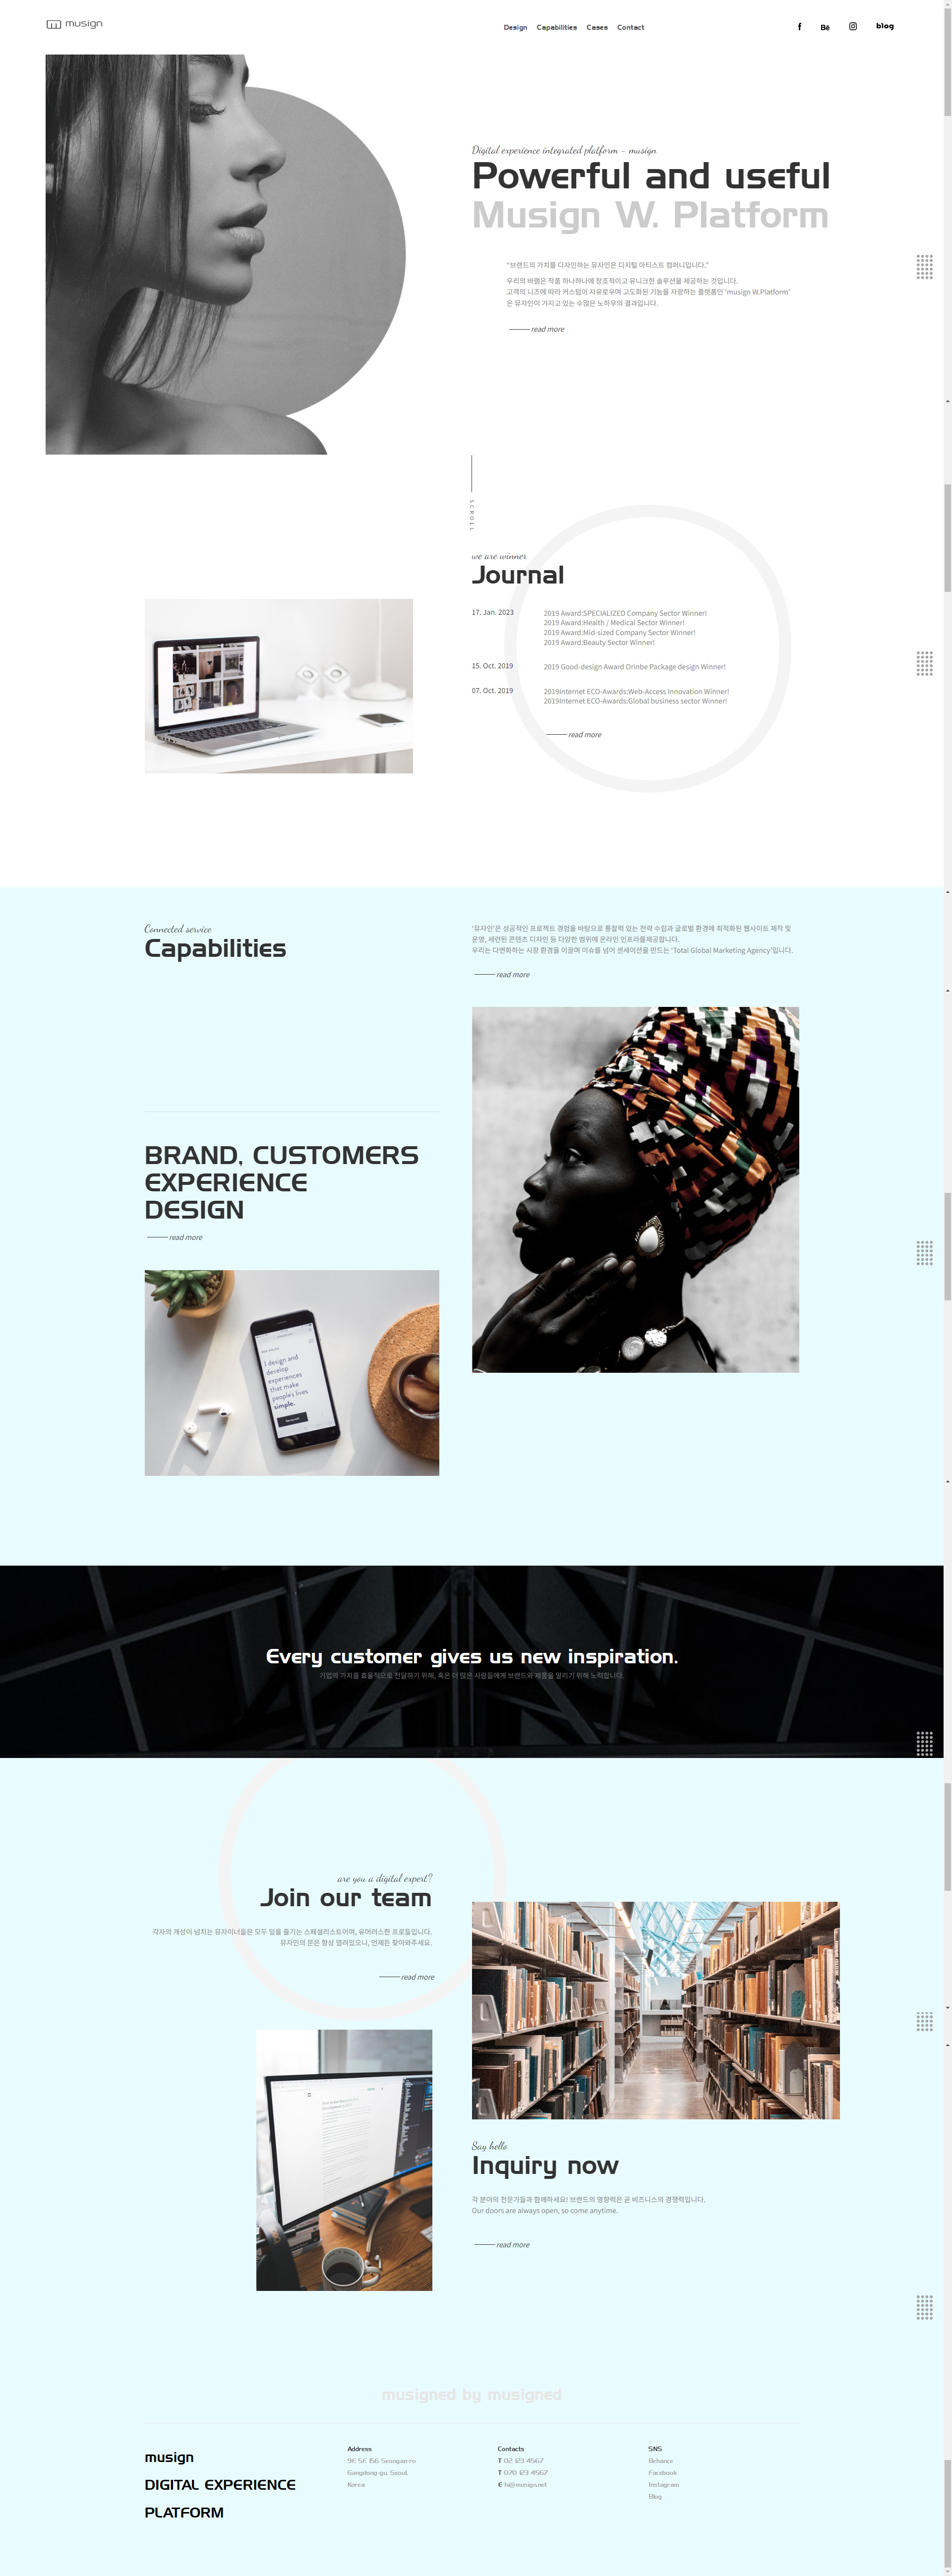 musign
Design Capabilities Cases Contact
f Bē blog
Digital experience integrated platform - musign
Powerful and useful
Musign W. Platform
"브랜드의 가치를 디자인하는 뮤자인은 디지털 아티스트 컴퍼니입니다."
우리의 바램은 작품 하나하나에 창조적이고 유니크한 솔루션을 제공하는 것입니다.
고객의 니즈에 따라 커스텀이 자유로우며 고도화된 기능을 자랑하는 플랫폼인 'musign W.Platform'
은 뮤자인이 가지고 있는 수많은 노하우의 결과입니다.
read more
SCROLL
we are winner
Journal
17. Jan. 2023
2019 Award:SPECIALIZED Company Sector Winner!
2019 Award:Health / Medical Sector Winner!
2019 Award:Mid-sized Company Sector Winner!
2019 Award:Beauty Sector Winner!
15. Oct. 2019
2019 Good-design Award Orinbe Package design Winner!
07. Oct. 2019
2019Internet ECO-Awards:Web-Access Innovation Winner!
2019Internet ECO-Awards:Global business sector Winner!
read more
Connected service
Capabilities
'뮤자인'은 성공적인 프로젝트 경험을 바탕으로 통찰력 있는 전략 수립과 글로벌 환경에 최적화된 웹사이트 제작 및
운영, 세련된 콘텐츠 디자인 등 다양한 범위에 온라인 인프라를제공합니다.
우리는 다변화하는 시장 환경을 이끌며 이슈를 넘어 센세이션을 만드는 'Total Global Marketing Agency'입니다.
read more
BRAND, CUSTOMERS
EXPERIENCE
DESIGN
read more
I design and
develop
experiences
that make
people's lives
simple.
Every customer gives us new inspiration.
기업의 가치를 효율적으로 전달하기 위해, 혹은 더 많은 사람들에게 브랜드와 제품을 알리기 위해 노력합니다.
are you a digital expert?
Join our team
각자의 개성이 넘치는 뮤자이너들은 모두 일을 즐기는 스페셜리스트이며, 유머러스한 프로들입니다.
뮤자인의 문은 항상 열려있으니, 언제든 찾아와주세요.
read more
Say hello
Inquiry now
각 분야의 전문가들과 함께하세요! 브랜드의 영향력은 곧 비즈니스의 경쟁력입니다.
Our doors are always open, so come anytime.
read more
musigned by musigned
musign
DIGITAL EXPERIENCE
PLATFORM
Address
9F, 5F, 156 Seongan-ro
Gangdong-gu, Seoul,
Korea
Contacts
T 02 123 4567
T 070 123 4567
E hi@musign.net
SNS
Behance
Facebook
Instagram
Blog